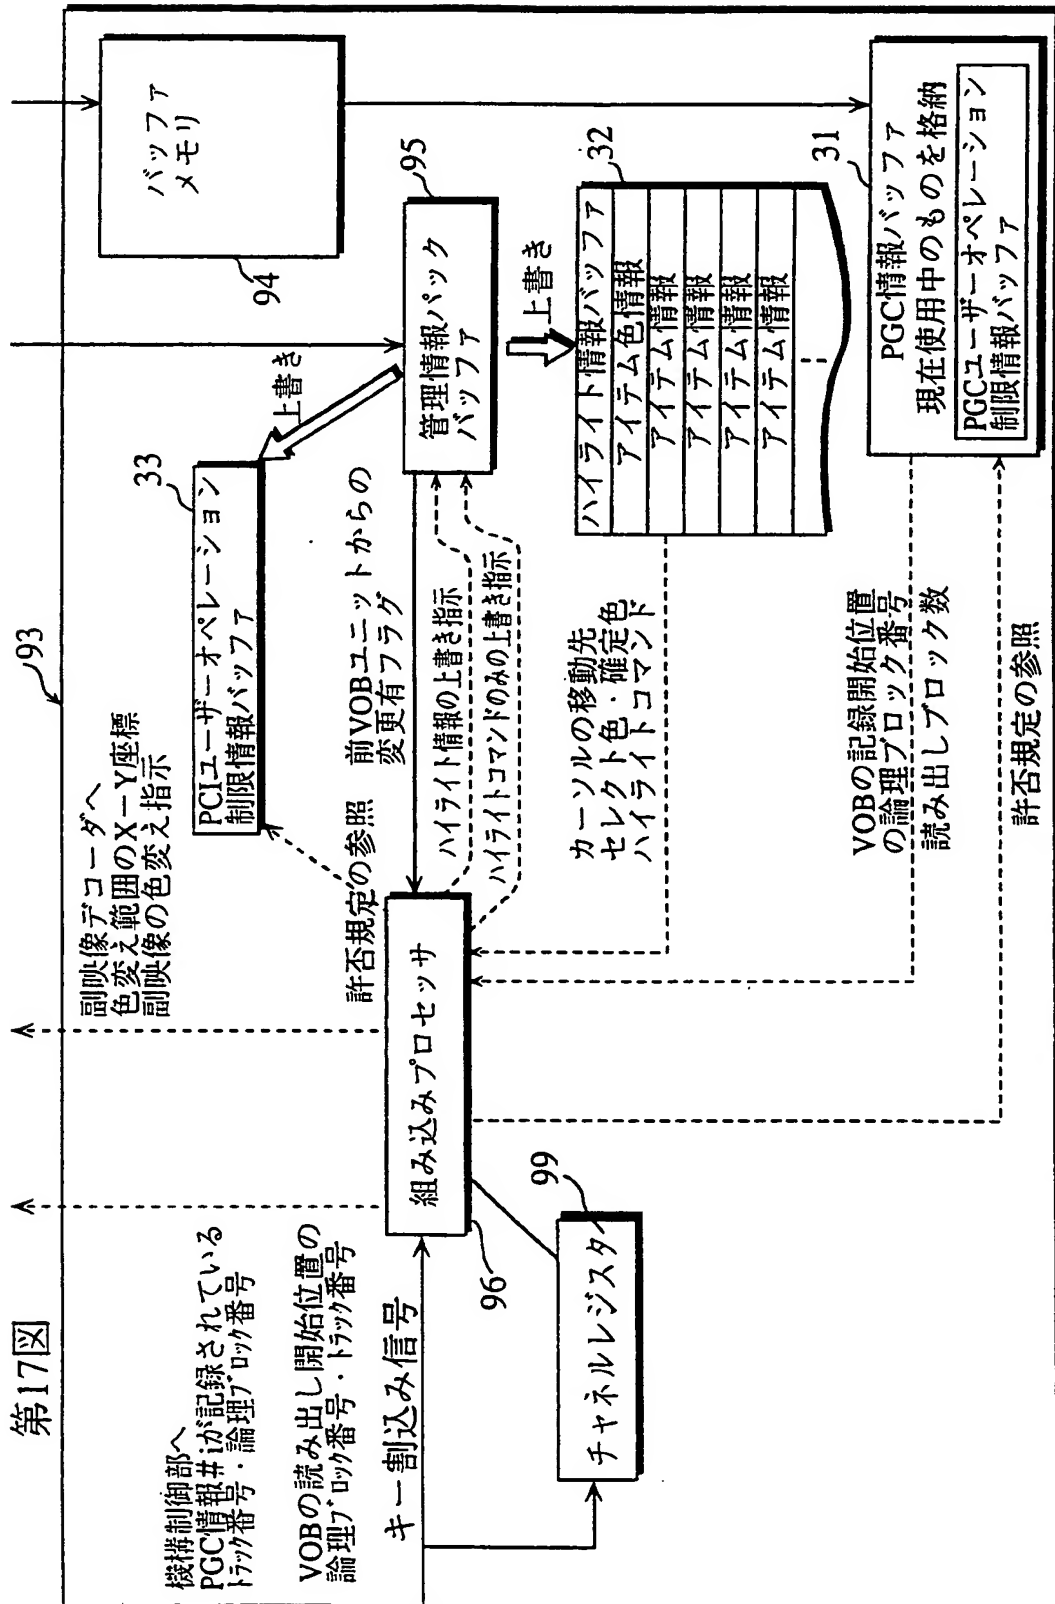 第17図
93
機構制御部へ
PGC情報#iが記録されている
トラック番号・論理ブロック番号
VOBの読み出し開始位置の
論理ブロック番号・トラック番号
キー割込み信号
副映像デコーダへ
色変え範囲のX－Y座標
副映像の色変え指示
組み込みプロセッサ
96
チャネルレジスタ
99
PCIユーザーオペレーション
制限情報バッファ
33
許否規定の参照
前VOBユニットからの
変更有フラグ
ハイライト情報の上書き指示
ハイライトコマンドのみの上書き指示
上書き
バッファ
メモリ
94
管理情報パック
バッファ
95
上書き
ハイライト情報バッファ
アイテム色情報
アイテム情報
アイテム情報
アイテム情報
アイテム情報
32
カーソルの移動先
セレクト色・確定色
ハイライトコマンド
PGC情報バッファ
現在使用中のものを格納
PGCユーザーオペレーション
制限情報バッファ
31
VOBの記録開始位置
の論理ブロック番号
読み出しブロック数
許否規定の参照